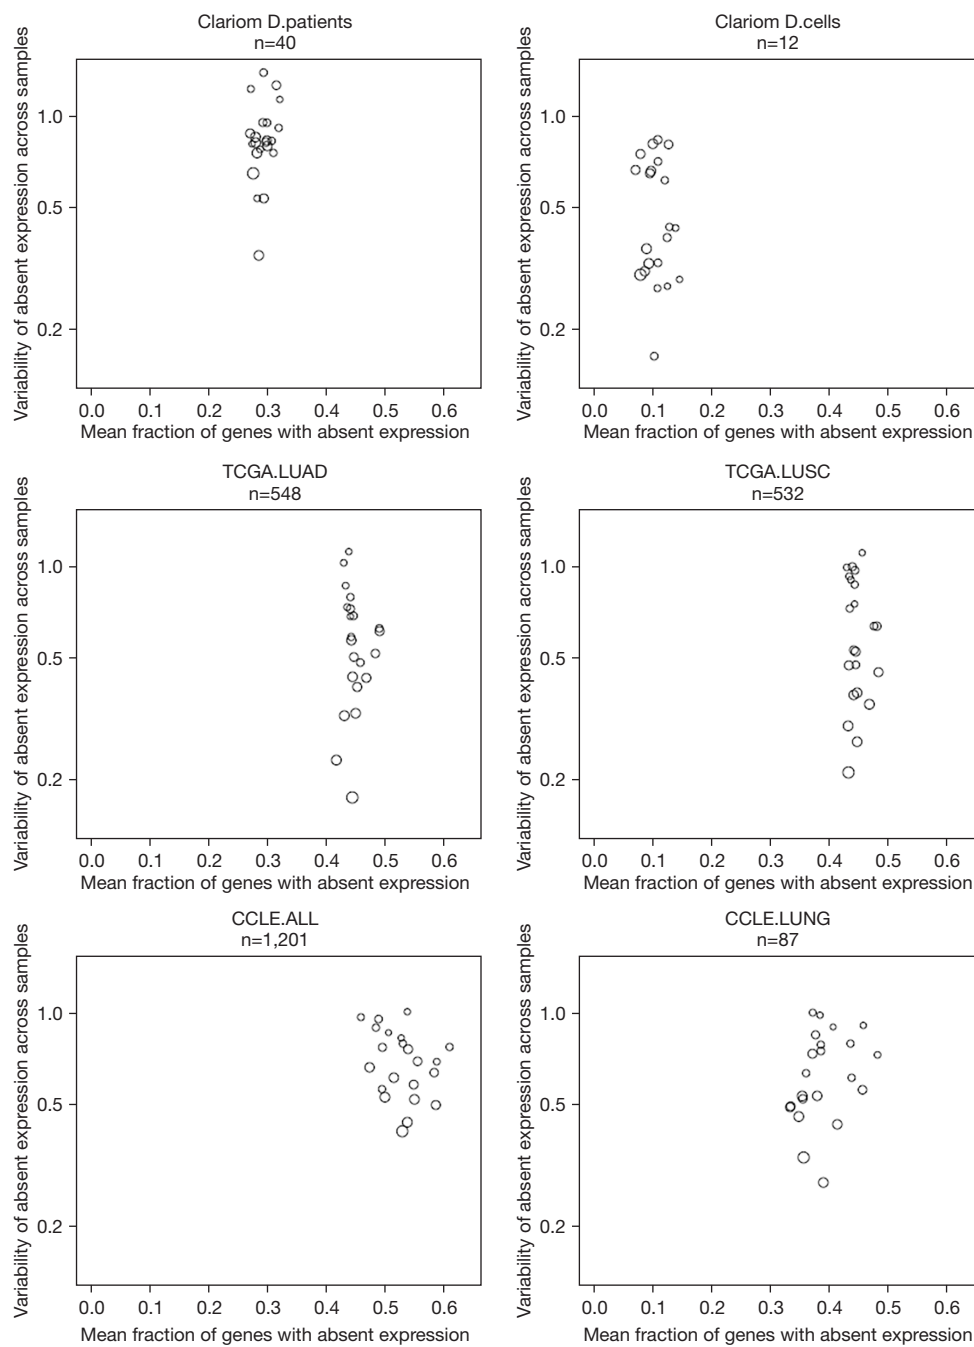 Clariom D.patients
n=40
Variability of absent expression across samples
1.0
0.5
0.2
0.0 0.1 0.2 0.3 0.4 0.5 0.6
Mean fraction of genes with absent expression
Clariom D.cells
n=12
Variability of absent expression across samples
1.0
0.5
0.2
0.0 0.1 0.2 0.3 0.4 0.5 0.6
Mean fraction of genes with absent expression
TCGA.LUAD
n=548
Variability of absent expression across samples
1.0
0.5
0.2
0.0 0.1 0.2 0.3 0.4 0.5 0.6
Mean fraction of genes with absent expression
TCGA.LUSC
n=532
Variability of absent expression across samples
1.0
0.5
0.2
0.0 0.1 0.2 0.3 0.4 0.5 0.6
Mean fraction of genes with absent expression
CCLE.ALL
n=1,201
Variability of absent expression across samples
1.0
0.5
0.2
0.0 0.1 0.2 0.3 0.4 0.5 0.6
Mean fraction of genes with absent expression
CCLE.LUNG
n=87
Variability of absent expression across samples
1.0
0.5
0.2
0.0 0.1 0.2 0.3 0.4 0.5 0.6
Mean fraction of genes with absent expression